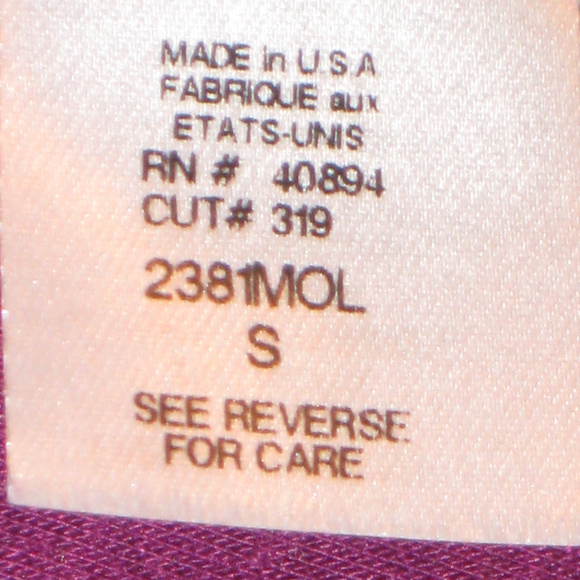 MADE in U.S.A
FABRIQUE aux
ETATS-UNIS
RN # 40894
CUT# 319
2381MOL
S
SEE REVERSE
FOR CARE